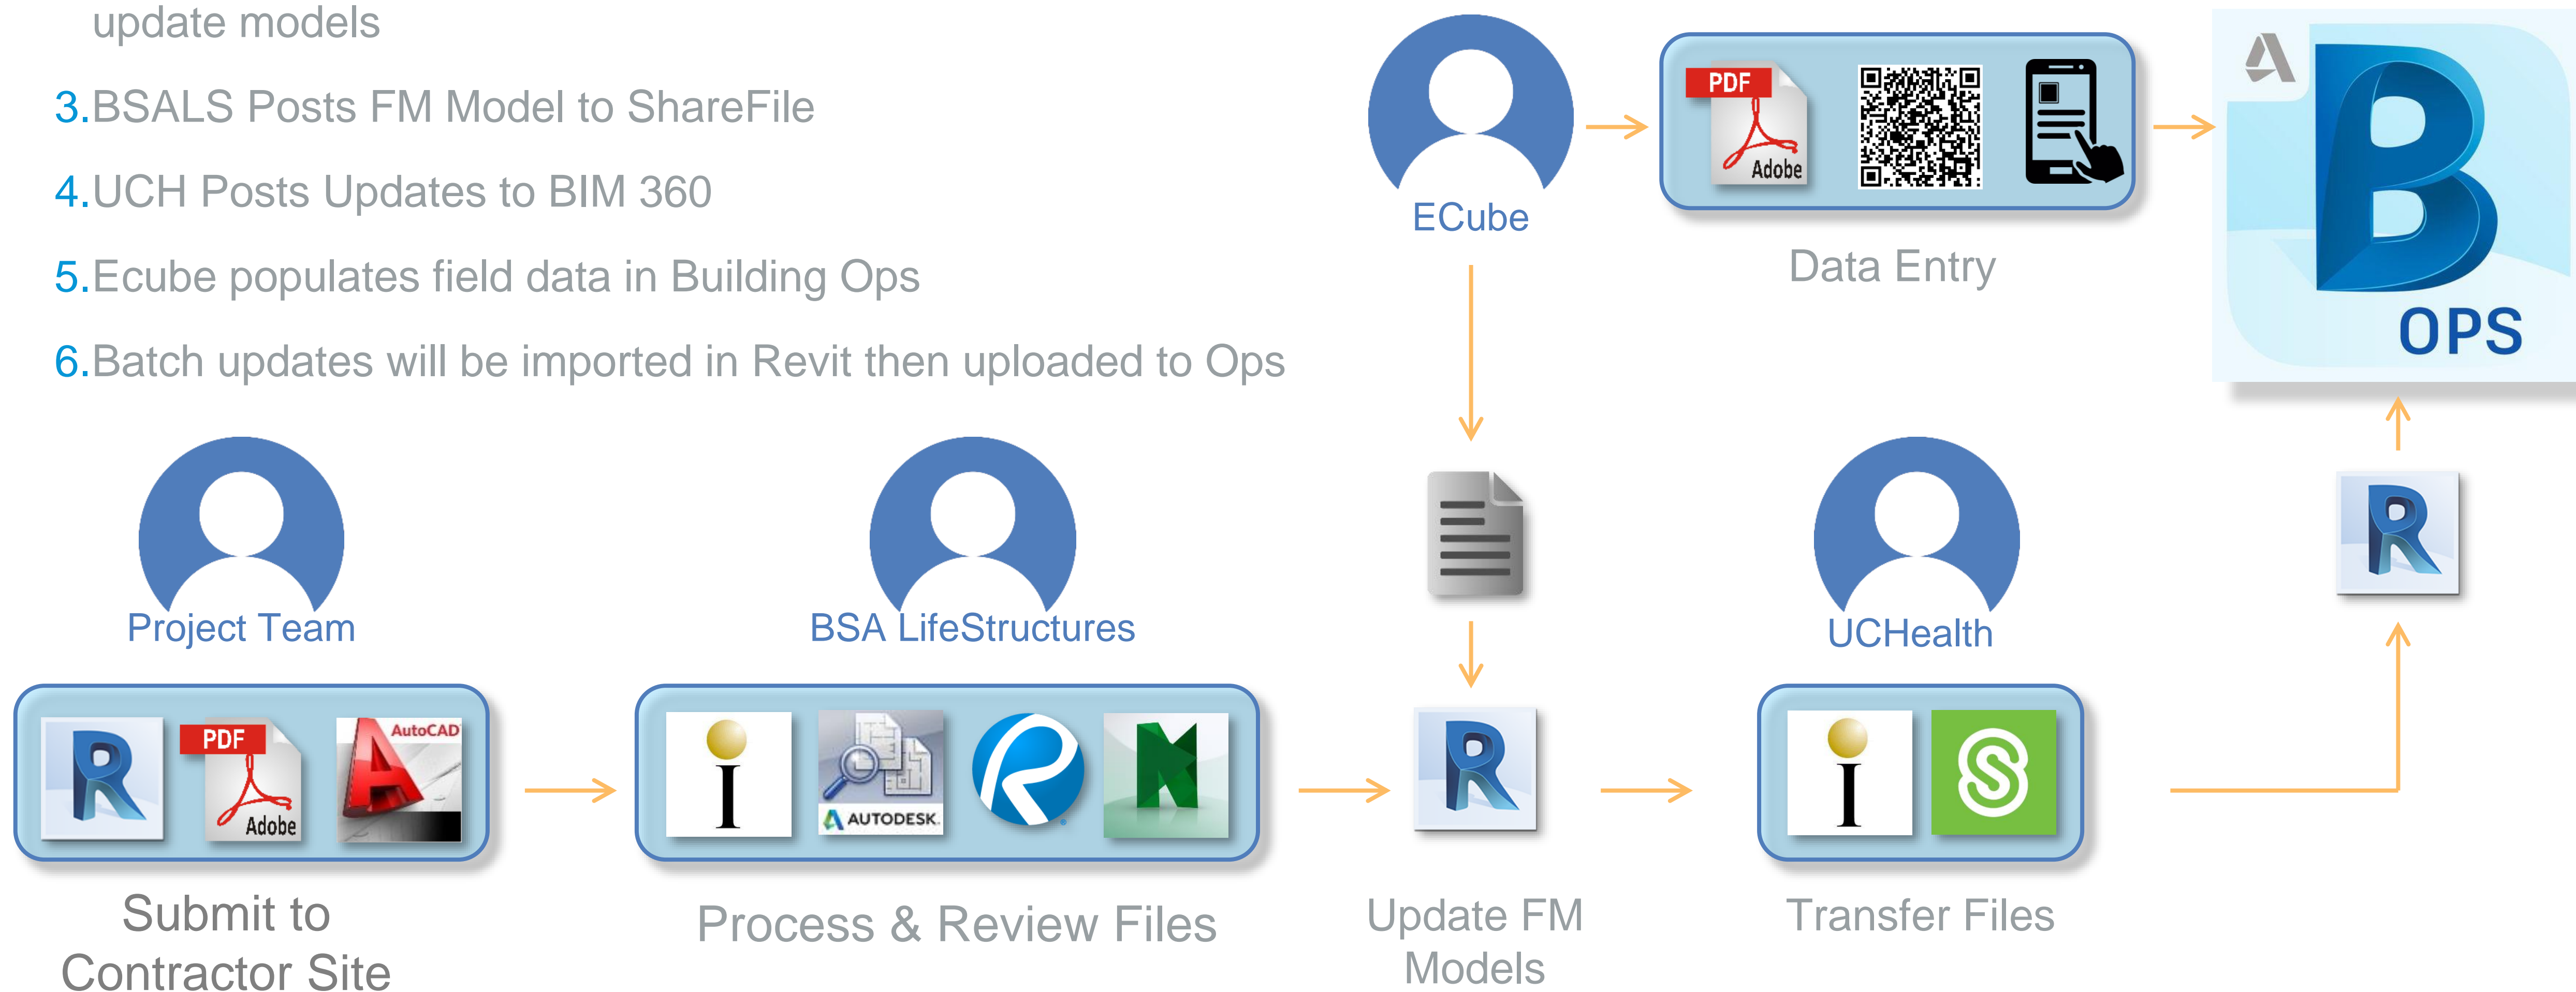 update models
3.BSALS Posts FM Model to ShareFile
4.UCH Posts Updates to BIM 360
5.Ecube populates field data in Building Ops
6.Batch updates will be imported in Revit then uploaded to Ops
ECube
PDF
Adobe
Data Entry
OPS
Project Team
BSA LifeStructures
UCHealth
PDF
Adobe
AutoCAD
AUTODESK.
Submit to
Contractor Site
Process & Review Files
Update FM
Models
Transfer Files